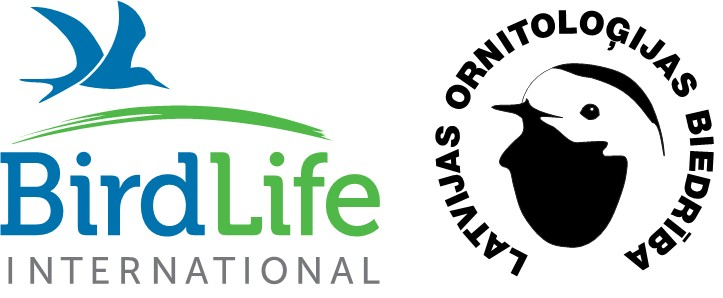 BirdLife
INTERNATIONAL
LATVIJAS ORNITOLOĢIJAS BIEDRĪBA